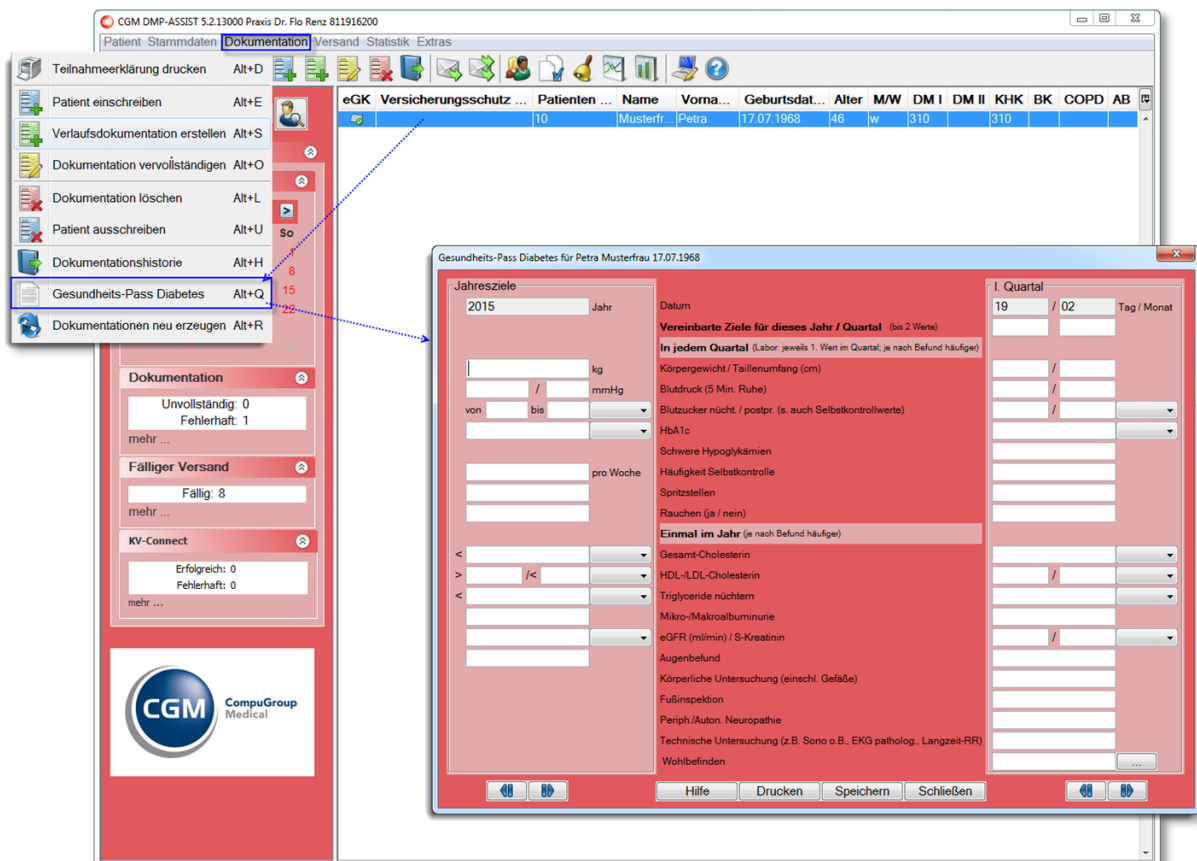 CGM DMP-ASSIST 5.2.13000 Praxis Dr. Flo Renz 811916200
Patient Stammdaten Dokumentation Versand Statistik Extras
Teilnahmeerklärung drucken Alt+D
Patient einschreiben Alt+E
Verlaufsdokumentation erstellen Alt+S
Dokumentation vervollständigen Alt+O
Dokumentation löschen Alt+L
Patient ausschreiben Alt+U
Dokumentationshistorie Alt+H
Gesundheits-Pass Diabetes Alt+Q
Dokumentationen neu erzeugen Alt+R
eGK Versicherungsschutz ... Patienten ... Name Vorna... Geburtsdat... Alter M/W DM I DM II KHK BK COPD AB
10 Musterfr... Petra 17.07.1968 46 w 310 310
So
1
8
15
22
Dokumentation
Unvollständig: 0
Fehlerhaft: 1
mehr ...
Fälliger Versand
Fällig: 8
mehr ...
KV-Connect
Erfolgreich: 0
Fehlerhaft: 0
mehr ...
CGM CompuGroup
Medical
Gesundheits-Pass Diabetes für Petra Musterfrau 17.07.1968
Jahresziele I. Quartal
2015 Jahr Datum 19 / 02 Tag / Monat
Vereinbarte Ziele für dieses Jahr / Quartal (bis 2 Werte)
In jedem Quartal (Labor: jeweils 1. Wert im Quartal; je nach Befund häufiger)
kg Körpergewicht / Taillenumfang (cm) /
/ mmHg Blutdruck (5 Min. Ruhe) /
von bis Blutzucker nücht. / postpr. (s. auch Selbstkontrollwerte) /
HbA1c
Schwere Hypoglykämien
pro Woche Häufigkeit Selbstkontrolle
Spritzstellen
Rauchen (ja / nein)
Einmal im Jahr (je nach Befund häufiger)
< Gesamt-Cholesterin
> /< HDL-/LDL-Cholesterin /
< Triglyceride nüchtern
Mikro-/Makroalbuminurie
eGFR (ml/min) / S-Kreatinin /
Augenbefund
Körperliche Untersuchung (einschl. Gefäße)
Fußinspektion
Periph./Auton. Neuropathie
Technische Untersuchung (z.B. Sono o.B., EKG patholog., Langzeit-RR)
Wohlbefinden ...
Hilfe Drucken Speichern Schließen